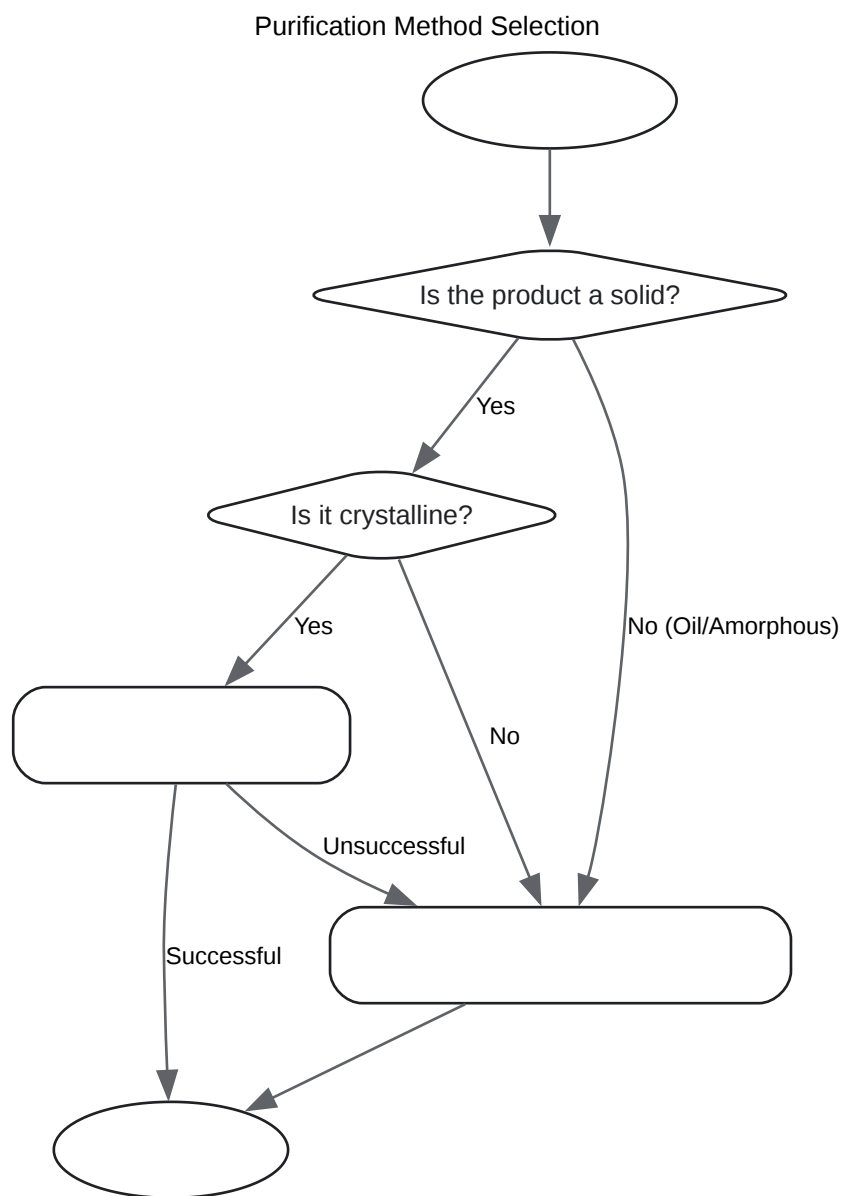 Purification Method Selection
Is the product a solid?
Yes
Is it crystalline?
Yes
No (Oil/Amorphous)
No
Unsuccessful
Successful